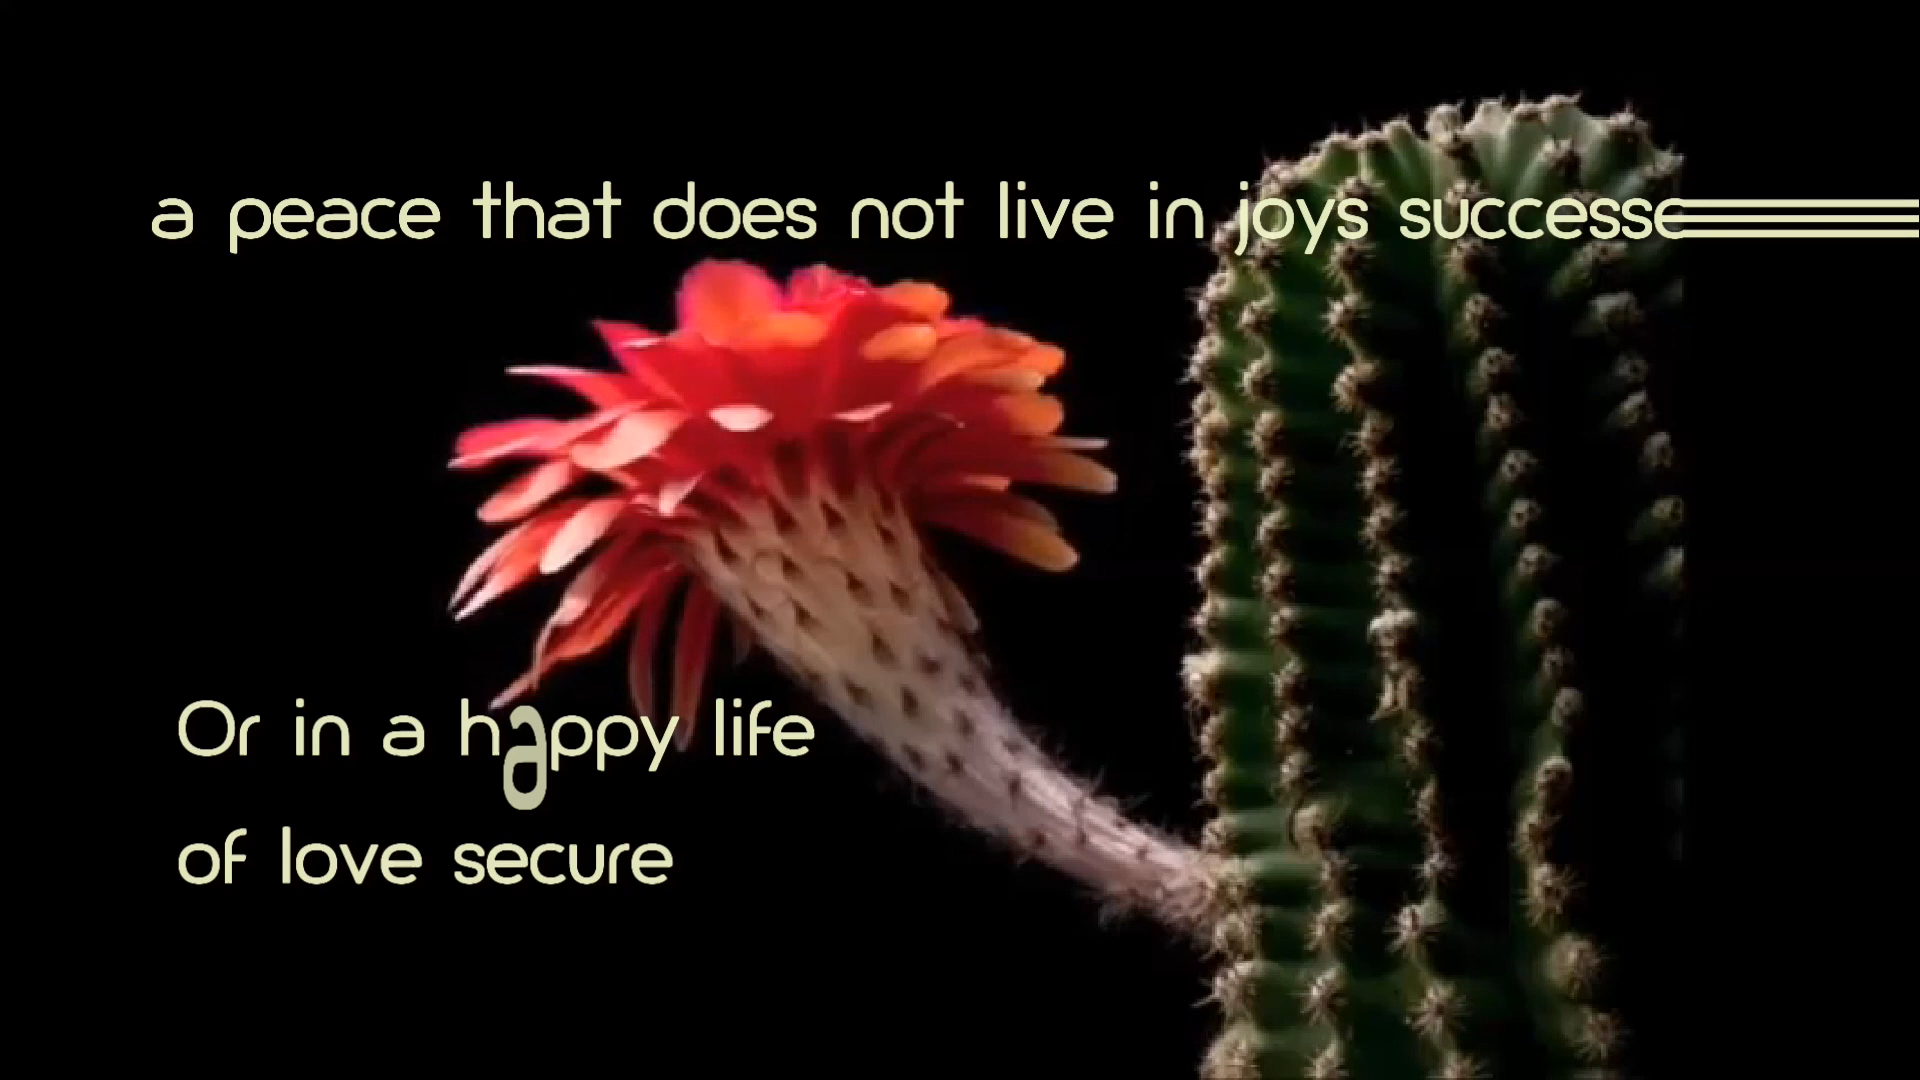 a peace that does not live in joys successe
Or in a happy life
of love secure